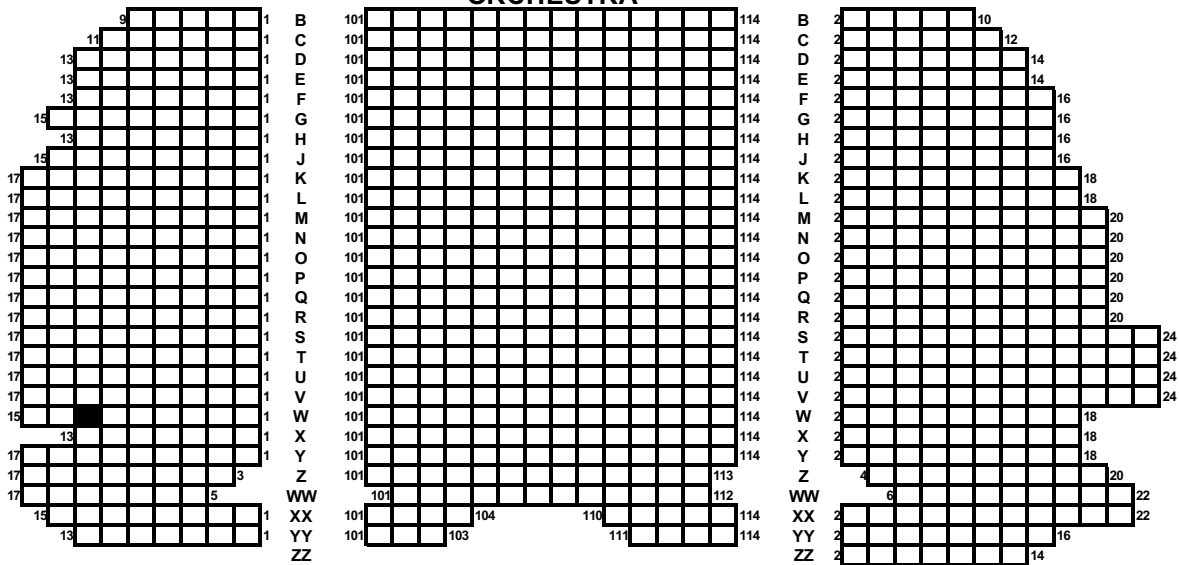 ORCHESTRA
9 1 B 101 114 B 2 10
11 1 C 101 114 C 2 12
13 1 D 101 114 D 2 14
13 1 E 101 114 E 2 14
13 1 F 101 114 F 2 16
15 1 G 101 114 G 2 16
13 1 H 101 114 H 2 16
15 1 J 101 114 J 2 16
17 1 K 101 114 K 2 18
17 1 L 101 114 L 2 18
17 1 M 101 114 M 2 20
17 1 N 101 114 N 2 20
17 1 O 101 114 O 2 20
17 1 P 101 114 P 2 20
17 1 Q 101 114 Q 2 20
17 1 R 101 114 R 2 20
17 1 S 101 114 S 2 24
17 1 T 101 114 T 2 24
17 1 U 101 114 U 2 24
17 1 V 101 114 V 2 24
15 1 W 101 114 W 2 18
13 1 X 101 114 X 2 18
17 1 Y 101 114 Y 2 18
17 3 Z 101 113 Z 4 20
17 5 WW 101 112 WW 6 22
15 1 XX 101 104 110 114 XX 2 22
13 1 YY 101 103 111 114 YY 2 16
ZZ ZZ 2 14